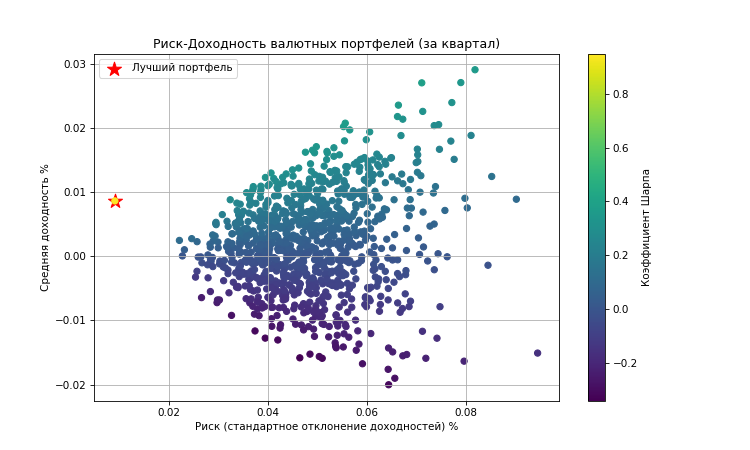 Риск-Доходность валютных портфелей (за квартал)
Лучший портфель
Средняя доходность %
0.03
0.02
0.01
0.00
−0.01
−0.02
0.02 0.04 0.06 0.08
Риск (стандартное отклонение доходностей) %
0.8
0.6
0.4
0.2
0.0
−0.2
Коэффициент Шарпа